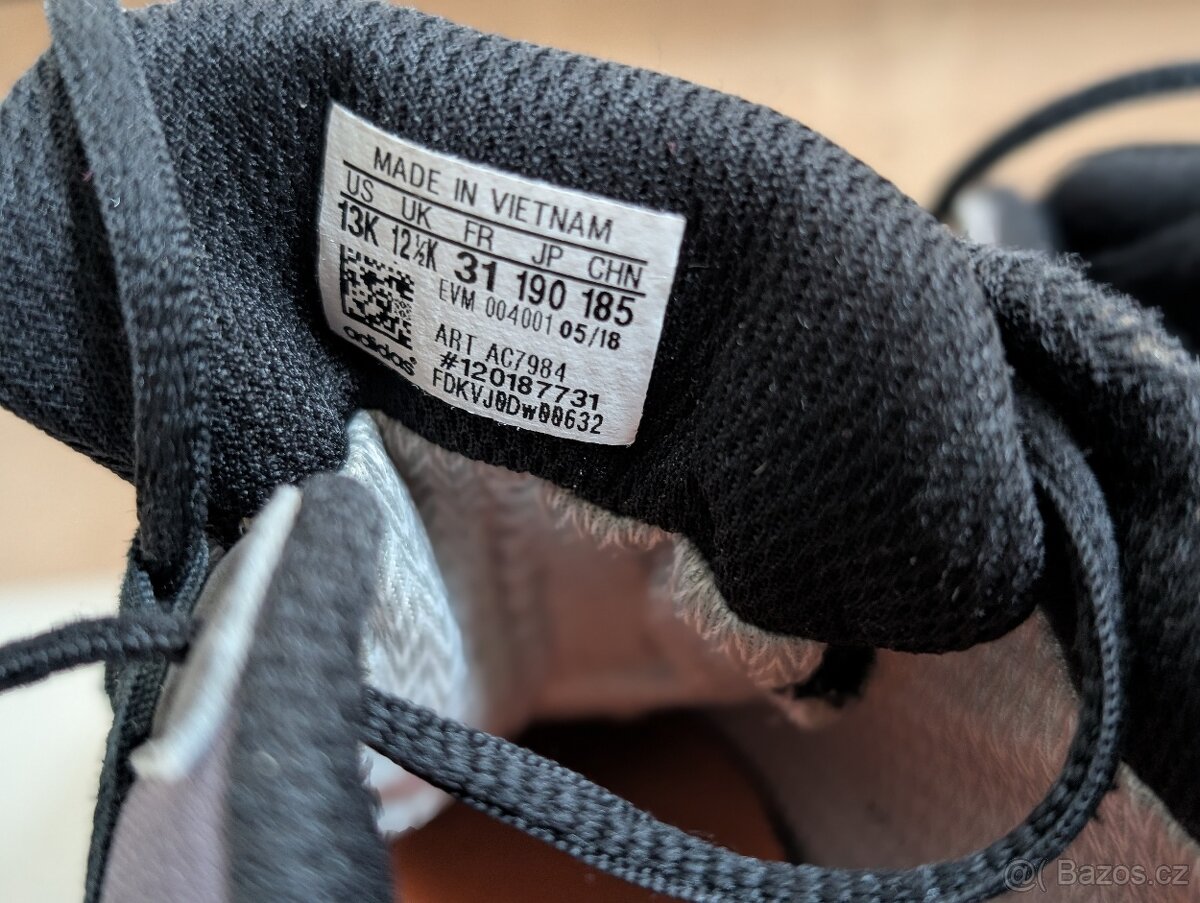 MADE IN VIETNAM
US UK FR JP CHN
13K 12½K 31 190 185
EVM 004001 05/18
ART AC7984
#120187731
FDKVJ0Dw00632
adidas
@( Bazos.cz